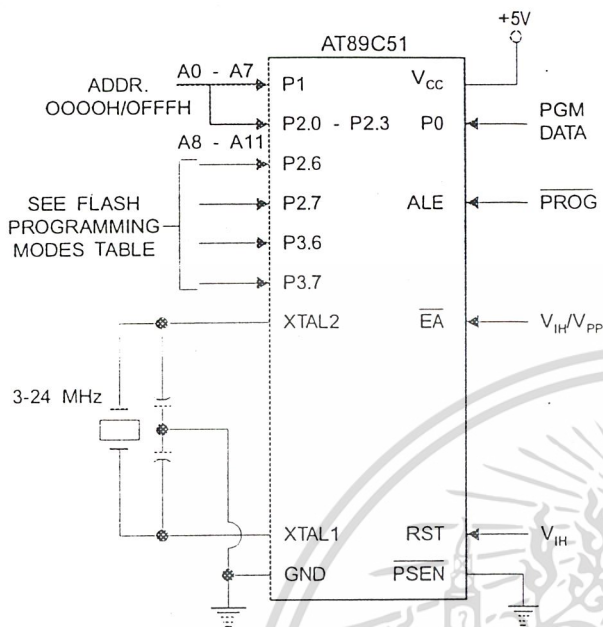 +5V
AT89C51
A0 - A7
ADDR.
OOOOH/OFFFH
P1
VCC
P2.0 - P2.3
P0
PGM
DATA
A8 - A11
P2.6
SEE FLASH
PROGRAMMING
MODES TABLE
P2.7
ALE
PROG
P3.6
P3.7
XTAL2
EA
VIH/VPP
3-24 MHz
XTAL1
RST
VIH
GND
PSEN